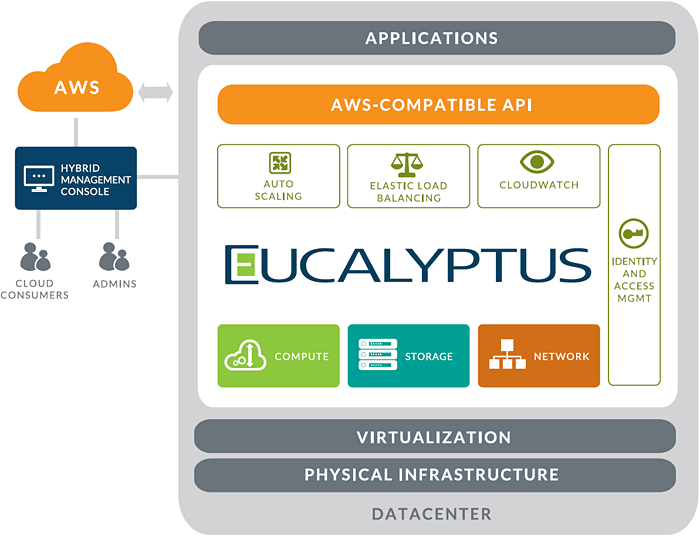 APPLICATIONS
AWS
AWS-COMPATIBLE API
HYBRID
MANAGEMENT
CONSOLE
CLOUD
CONSUMERS
ADMINS
AUTO
SCALING
ELASTIC LOAD
BALANCING
CLOUDWATCH
IDENTITY
AND
ACCESS
MGMT
EUCALYPTUS
COMPUTE
STORAGE
NETWORK
VIRTUALIZATION
PHYSICAL INFRASTRUCTURE
DATACENTER